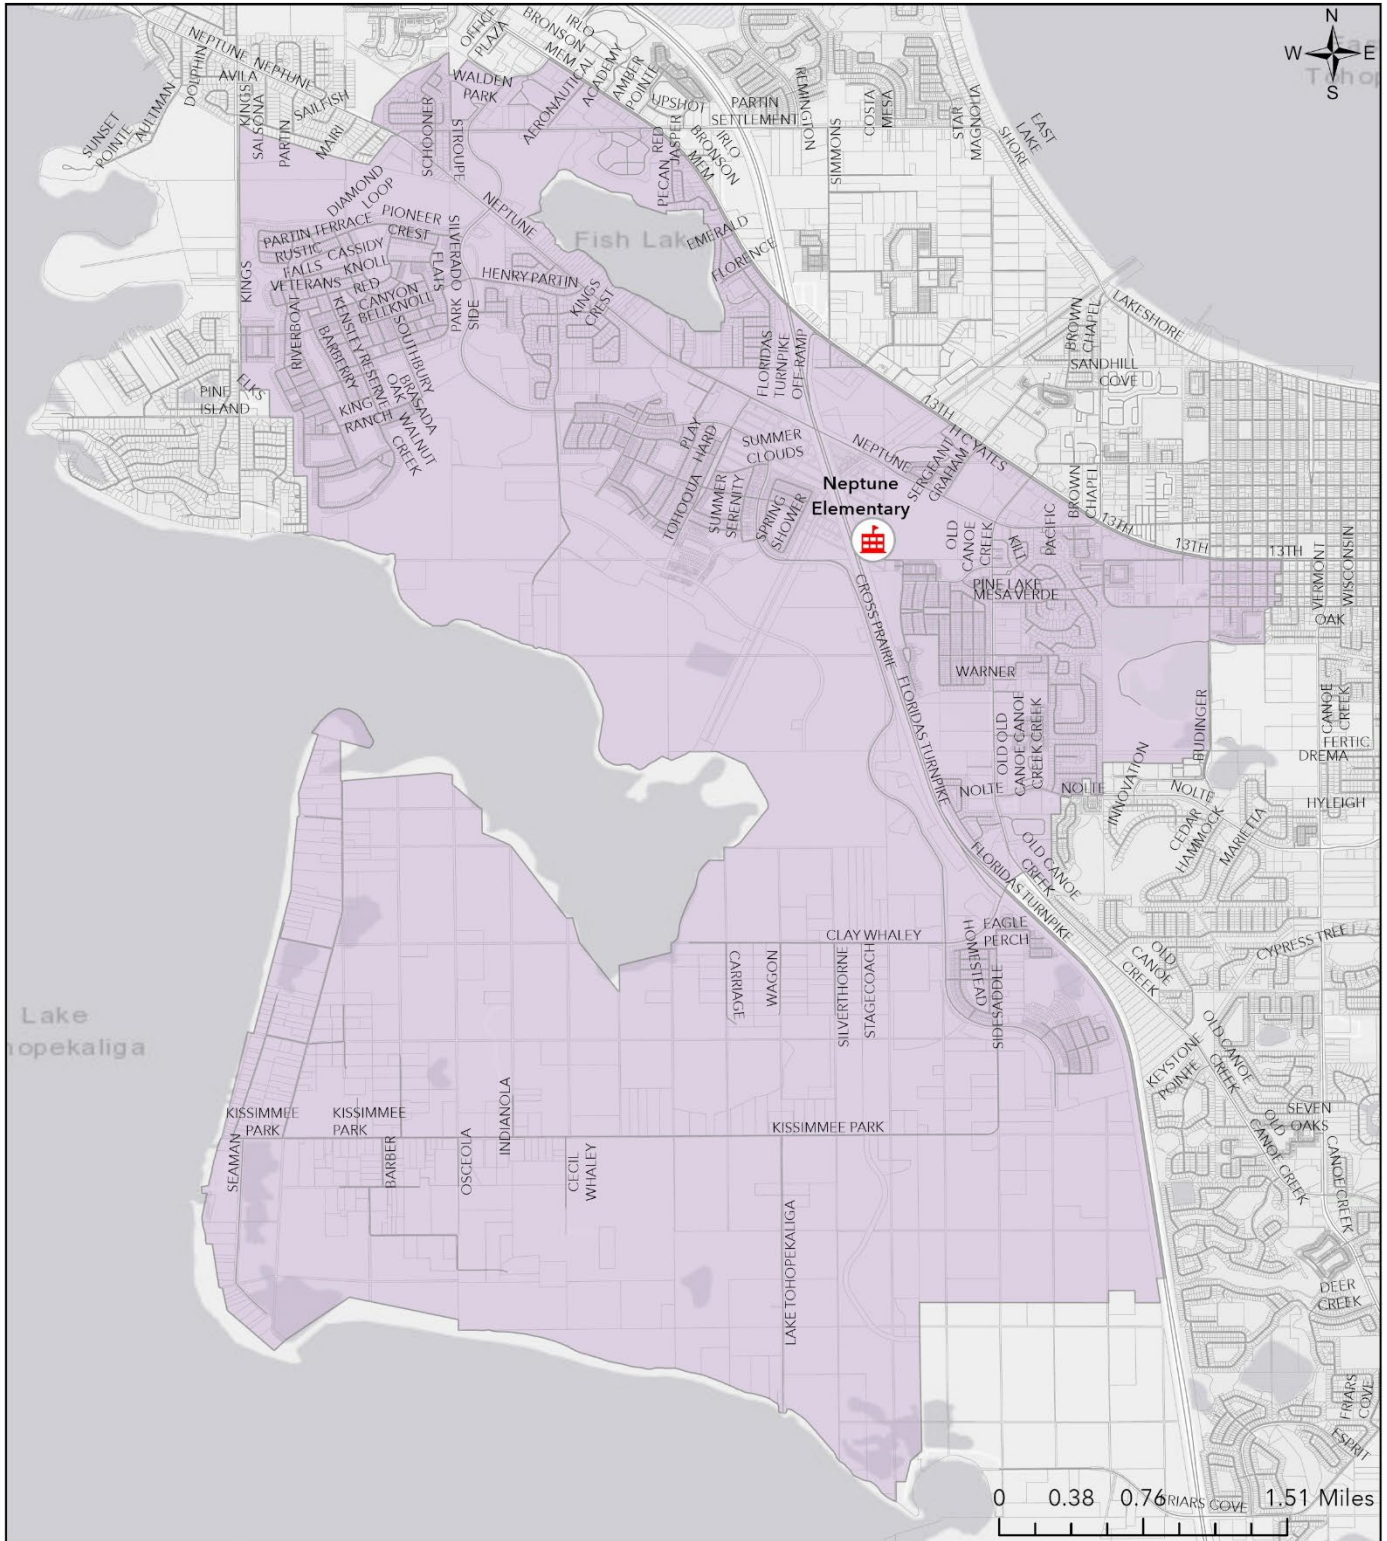 N
W E
S
Tohop
OFFICE
PLAZA
IRLO
BRONSON
MEM
NEPTUNE
NEPTUNE
DOLPHIN
AVILA
AULTMAN
SUNSET
POINTE
KINGS
SALSONA
PARTIN
SAILFISH
MAIRI
WALDEN
PARK
SCHOONER
STROUPE
AERONAUTICAL
ACADEMY
AMBER
POINTE
UPSHOT
RED
JASPER
PECAN
IRLO
BRONSON
MEM
PARTIN
SETTLEMENT
REMINGTON
COSTA
MESA
SIMMONS
STAR
MAGNOLIA
EAST
LAKE
SHORE
DIAMOND
LOOP
PARTIN TERRACE
PIONEER
CREST
RUSTIC
FALLS
CASSIDY
KNOLL
VETERANS
RED
CANYON
BELLKNOLL
SILVERADO
FLATS
PARK
SIDE
NEPTUNE
HENRY PARTIN
KINGS
CREST
Fish Lake
EMERALD
FLORENCE
KINGS
RIVERBOAT
BARBERRY
KENSLEY RESERVE
SOUTHBURY
BRASADA
OAK
WALNUT
CREEK
KING
RANCH
PINE
ISLAND
ELKS
FLORIDAS
TURNPIKE
OFF RAMP
LAKESHORE
BROWN
CHAPEL
SANDHILL
COVE
13TH
H C YATES
PLAY
HARD
SUMMER
CLOUDS
NEPTUNE
SERGEANT
GRAHAM
TOHOQUA
SUMMER
SERENITY
SPRING
SHOWER
Neptune
Elementary
OLD
CANOE
CREEK
KILT
PACIFIC
BROWN
CHAPEL
13TH
13TH
VERMONT
WISCONSIN
OAK
PINE LAKE
MESA VERDE
CROSS PRAIRIE
WARNER
FLORIDAS TURNPIKE
OLD OLD
CANOE CANOE
CREEK CREEK
BUDINGER
CANOE
CREEK
FERTIC
DREMA
NOLTE
NOLTE
INNOVATION
NOLTE
CEDAR
HAMMOCK
MARIETTA
HYLEIGH
OLD CANOE
CREEK
FLORIDAS TURNPIKE
CLAY WHALEY
EAGLE
PERCH
HOMESTEAD
SIDESADDLE
OLD
CANOE
CREEK
CYPRESS TREE
CARRIAGE
WAGON
SILVERTHORNE
STAGECOACH
Lake
hopekaliga
OLD CANOE
CREEK
KEYSTONE
POINTE
SEVEN
OAKS
OLD
CANOE CREEK
CANOE CREEK
KISSIMMEE
PARK
KISSIMMEE
PARK
KISSIMMEE PARK
SEAMAN
BARBER
OSCEOLA
INDIANOLA
CECIL
WHALEY
LAKE TOHOPEKALIGA
DEER
CREEK
FRIARS
COVE
ESPRIT
FRIARS COVE
0 0.38 0.76 1.51 Miles